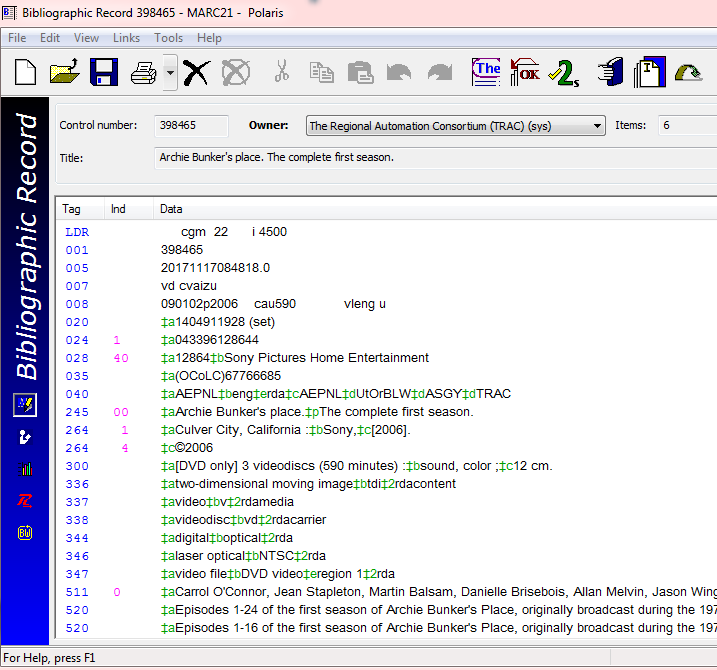 Bibliographic Record 398465 - MARC21 - Polaris
File Edit View Links Tools Help
The OK 2s
Control number: 398465 Owner: The Regional Automation Consortium (TRAC) (sys) Items: 6
Title: Archie Bunker's place. The complete first season.
Bibliographic Record
Tag Ind Data
LDR cgm 22 i 4500
001 398465
005 20171117084818.0
007 vd cvaizu
008 090102p2006 cau590 vleng u
020 ‡a1404911928 (set)
024 1 ‡a043396128644
028 40 ‡a12864‡bSony Pictures Home Entertainment
035 ‡a(OCoLC)67766685
040 ‡aAEPNL‡beng‡erda‡cAEPNL‡dUtOrBLW‡dASGY‡dTRAC
245 00 ‡aArchie Bunker's place.‡pThe complete first season.
264 1 ‡aCulver City, California :‡bSony,‡c[2006].
264 4 ‡c©2006
300 ‡a[DVD only] 3 videodiscs (590 minutes) :‡bsound, color ;‡c12 cm.
336 ‡atwo-dimensional moving image‡btdi‡2rdacontent
337 ‡avideo‡bv‡2rdamedia
338 ‡avideodisc‡bvd‡2rdacarrier
344 ‡adigital‡boptical‡2rda
346 ‡alaser optical‡bNTSC‡2rda
347 ‡avideo file‡bDVD video‡eregion 1‡2rda
511 0 ‡aCarrol O'Connor, Jean Stapleton, Martin Balsam, Danielle Brisebois, Allan Melvin, Jason Wing
520 ‡aEpisodes 1-24 of the first season of Archie Bunker's Place, originally broadcast during the 197
520 ‡aEpisodes 1-16 of the first season of Archie Bunker's Place, originally broadcast during the 197
BW
For Help, press F1